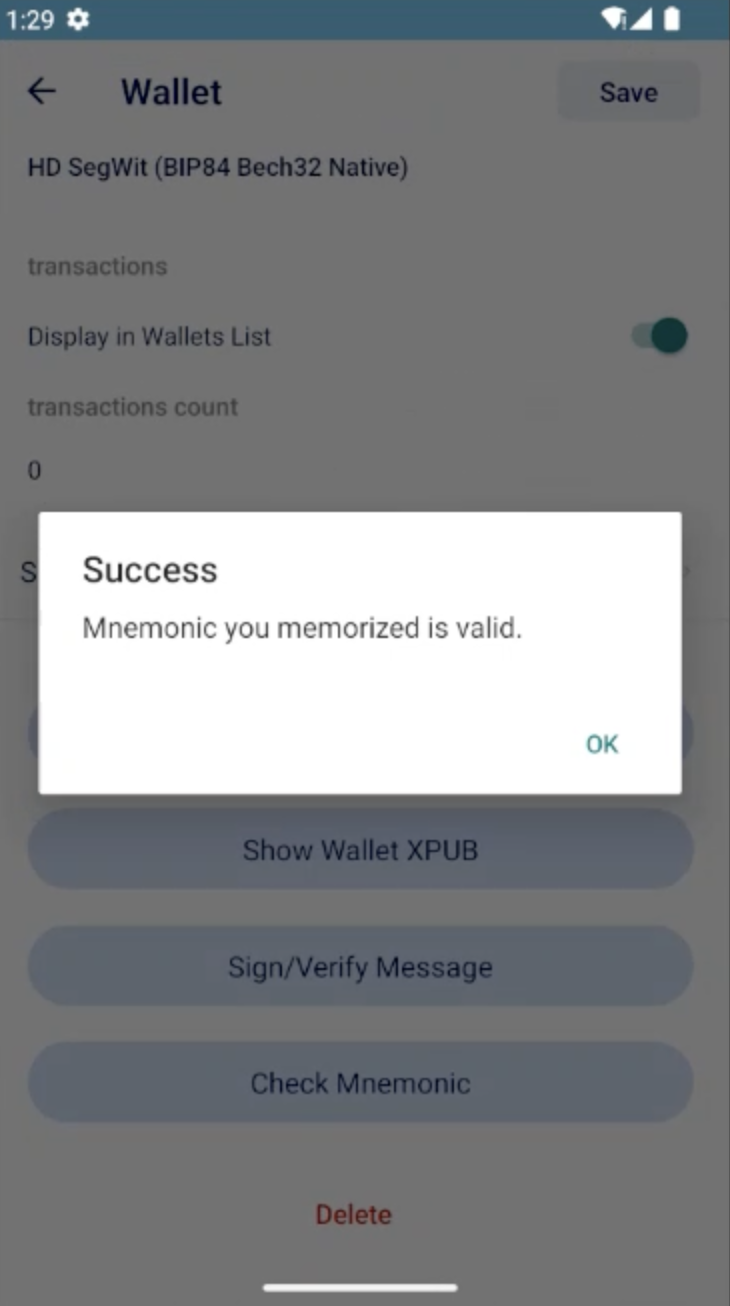 1:29
Wallet
Save
HD SegWit (BIP84 Bech32 Native)
transactions
Display in Wallets List
transactions count
0
S
Success
Mnemonic you memorized is valid.
OK
Show Wallet XPUB
Sign/Verify Message
Check Mnemonic
Delete